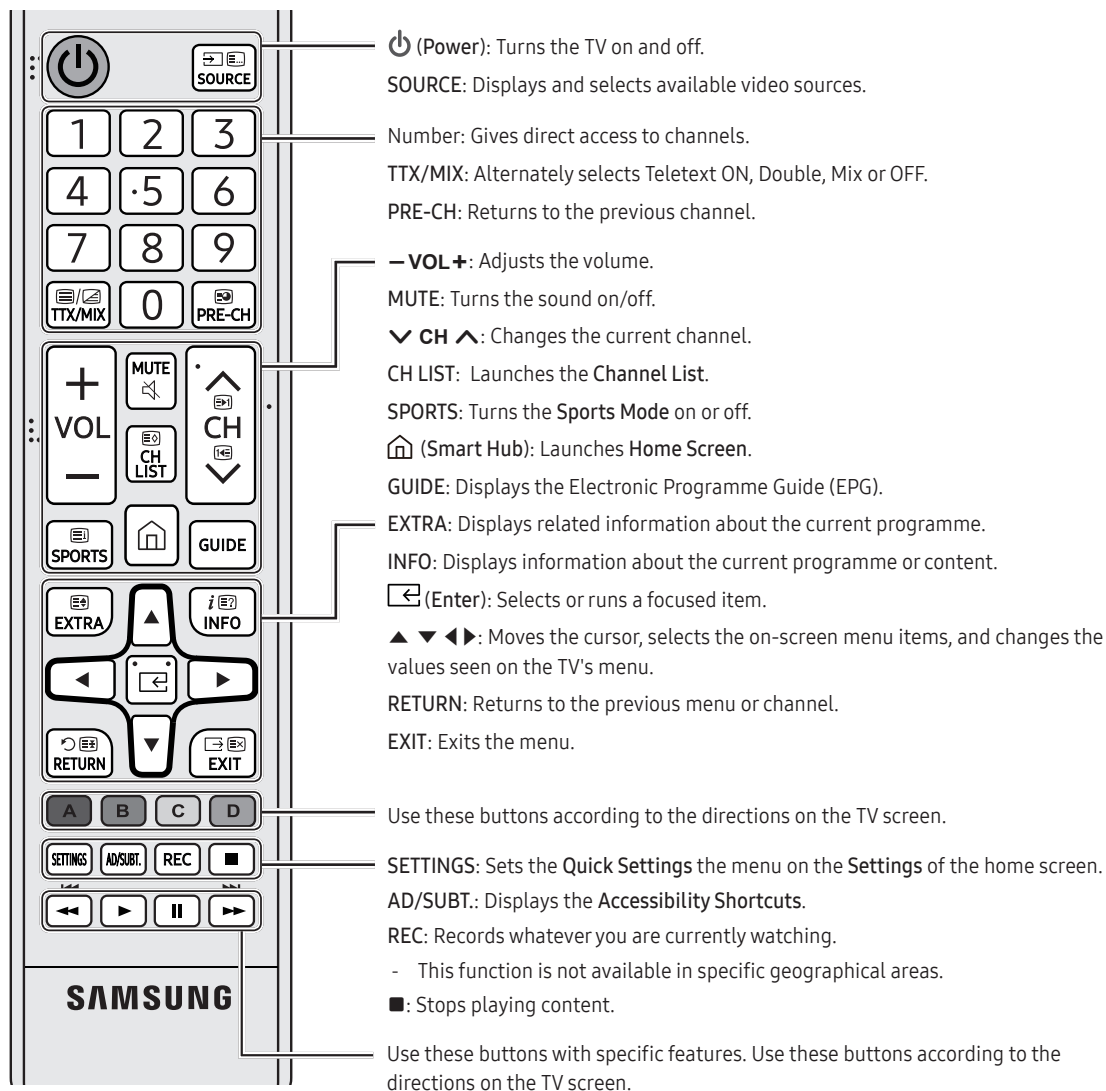 SOURCE
1 2 3
4 ·5 6
7 8 9
TTX/MIX 0 PRE-CH
+ VOL —
MUTE
CH LIST
CH
SPORTS
GUIDE
EXTRA
INFO
RETURN
EXIT
A B C D
SETTINGS AD/SUBT. REC
SAMSUNG
(Power): Turns the TV on and off.
SOURCE: Displays and selects available video sources.
Number: Gives direct access to channels.
TTX/MIX: Alternately selects Teletext ON, Double, Mix or OFF.
PRE-CH: Returns to the previous channel.
— VOL +: Adjusts the volume.
MUTE: Turns the sound on/off.
CH : Changes the current channel.
CH LIST: Launches the Channel List.
SPORTS: Turns the Sports Mode on or off.
(Smart Hub): Launches Home Screen.
GUIDE: Displays the Electronic Programme Guide (EPG).
EXTRA: Displays related information about the current programme.
INFO: Displays information about the current programme or content.
(Enter): Selects or runs a focused item.
▲ ▼ ◀ ▶: Moves the cursor, selects the on-screen menu items, and changes the
values seen on the TV's menu.
RETURN: Returns to the previous menu or channel.
EXIT: Exits the menu.
Use these buttons according to the directions on the TV screen.
SETTINGS: Sets the Quick Settings the menu on the Settings of the home screen.
AD/SUBT.: Displays the Accessibility Shortcuts.
REC: Records whatever you are currently watching.
- This function is not available in specific geographical areas.
■: Stops playing content.
Use these buttons with specific features. Use these buttons according to the
directions on the TV screen.